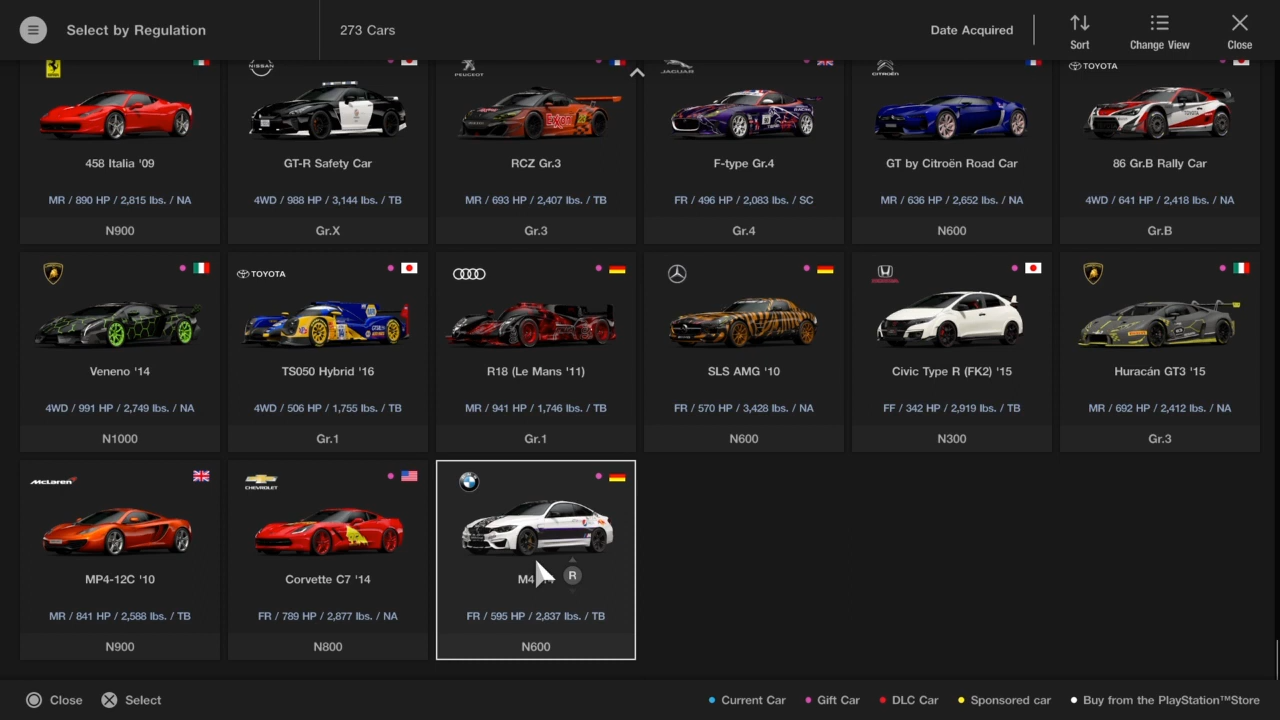 Select by Regulation
273 Cars
Date Acquired
Sort
Change View
Close
NISSAN
PEUGEOT
JAGUAR
CITROËN
TOYOTA
458 Italia '09
GT-R Safety Car
RCZ Gr.3
F-type Gr.4
GT by Citroën Road Car
86 Gr.B Rally Car
MR / 890 HP / 2,815 lbs. / NA
4WD / 988 HP / 3,144 lbs. / TB
MR / 693 HP / 2,407 lbs. / TB
FR / 496 HP / 2,083 lbs. / SC
MR / 636 HP / 2,652 lbs. / NA
4WD / 641 HP / 2,418 lbs. / NA
N900
Gr.X
Gr.3
Gr.4
N600
Gr.B
TOYOTA
Veneno '14
TS050 Hybrid '16
R18 (Le Mans '11)
SLS AMG '10
Civic Type R (FK2) '15
Huracán GT3 '15
4WD / 991 HP / 2,749 lbs. / NA
4WD / 506 HP / 1,755 lbs. / TB
MR / 941 HP / 1,746 lbs. / TB
FR / 570 HP / 3,428 lbs. / NA
FF / 342 HP / 2,919 lbs. / TB
MR / 692 HP / 2,412 lbs. / NA
N1000
Gr.1
Gr.1
N600
N300
Gr.3
McLaren
CHEVROLET
MP4-12C '10
Corvette C7 '14
M4
R
MR / 841 HP / 2,588 lbs. / TB
FR / 789 HP / 2,877 lbs. / NA
FR / 595 HP / 2,837 lbs. / TB
N900
N800
N600
Close
Select
Current Car
Gift Car
DLC Car
Sponsored car
Buy from the PlayStation™Store